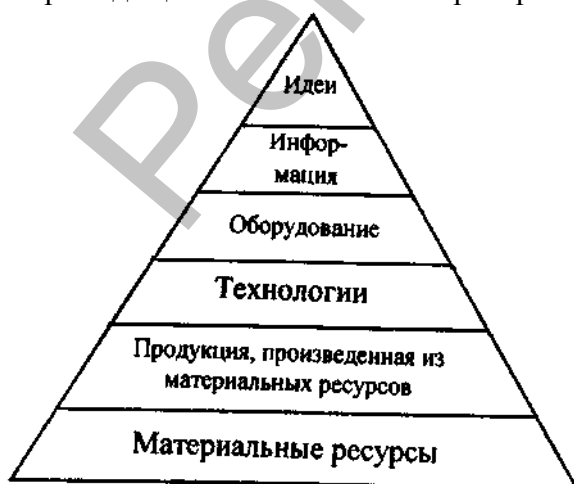 Идеи
Инфор-
мация
Оборудование
Технологии
Продукция, произведенная из
материальных ресурсов
Материальные ресурсы